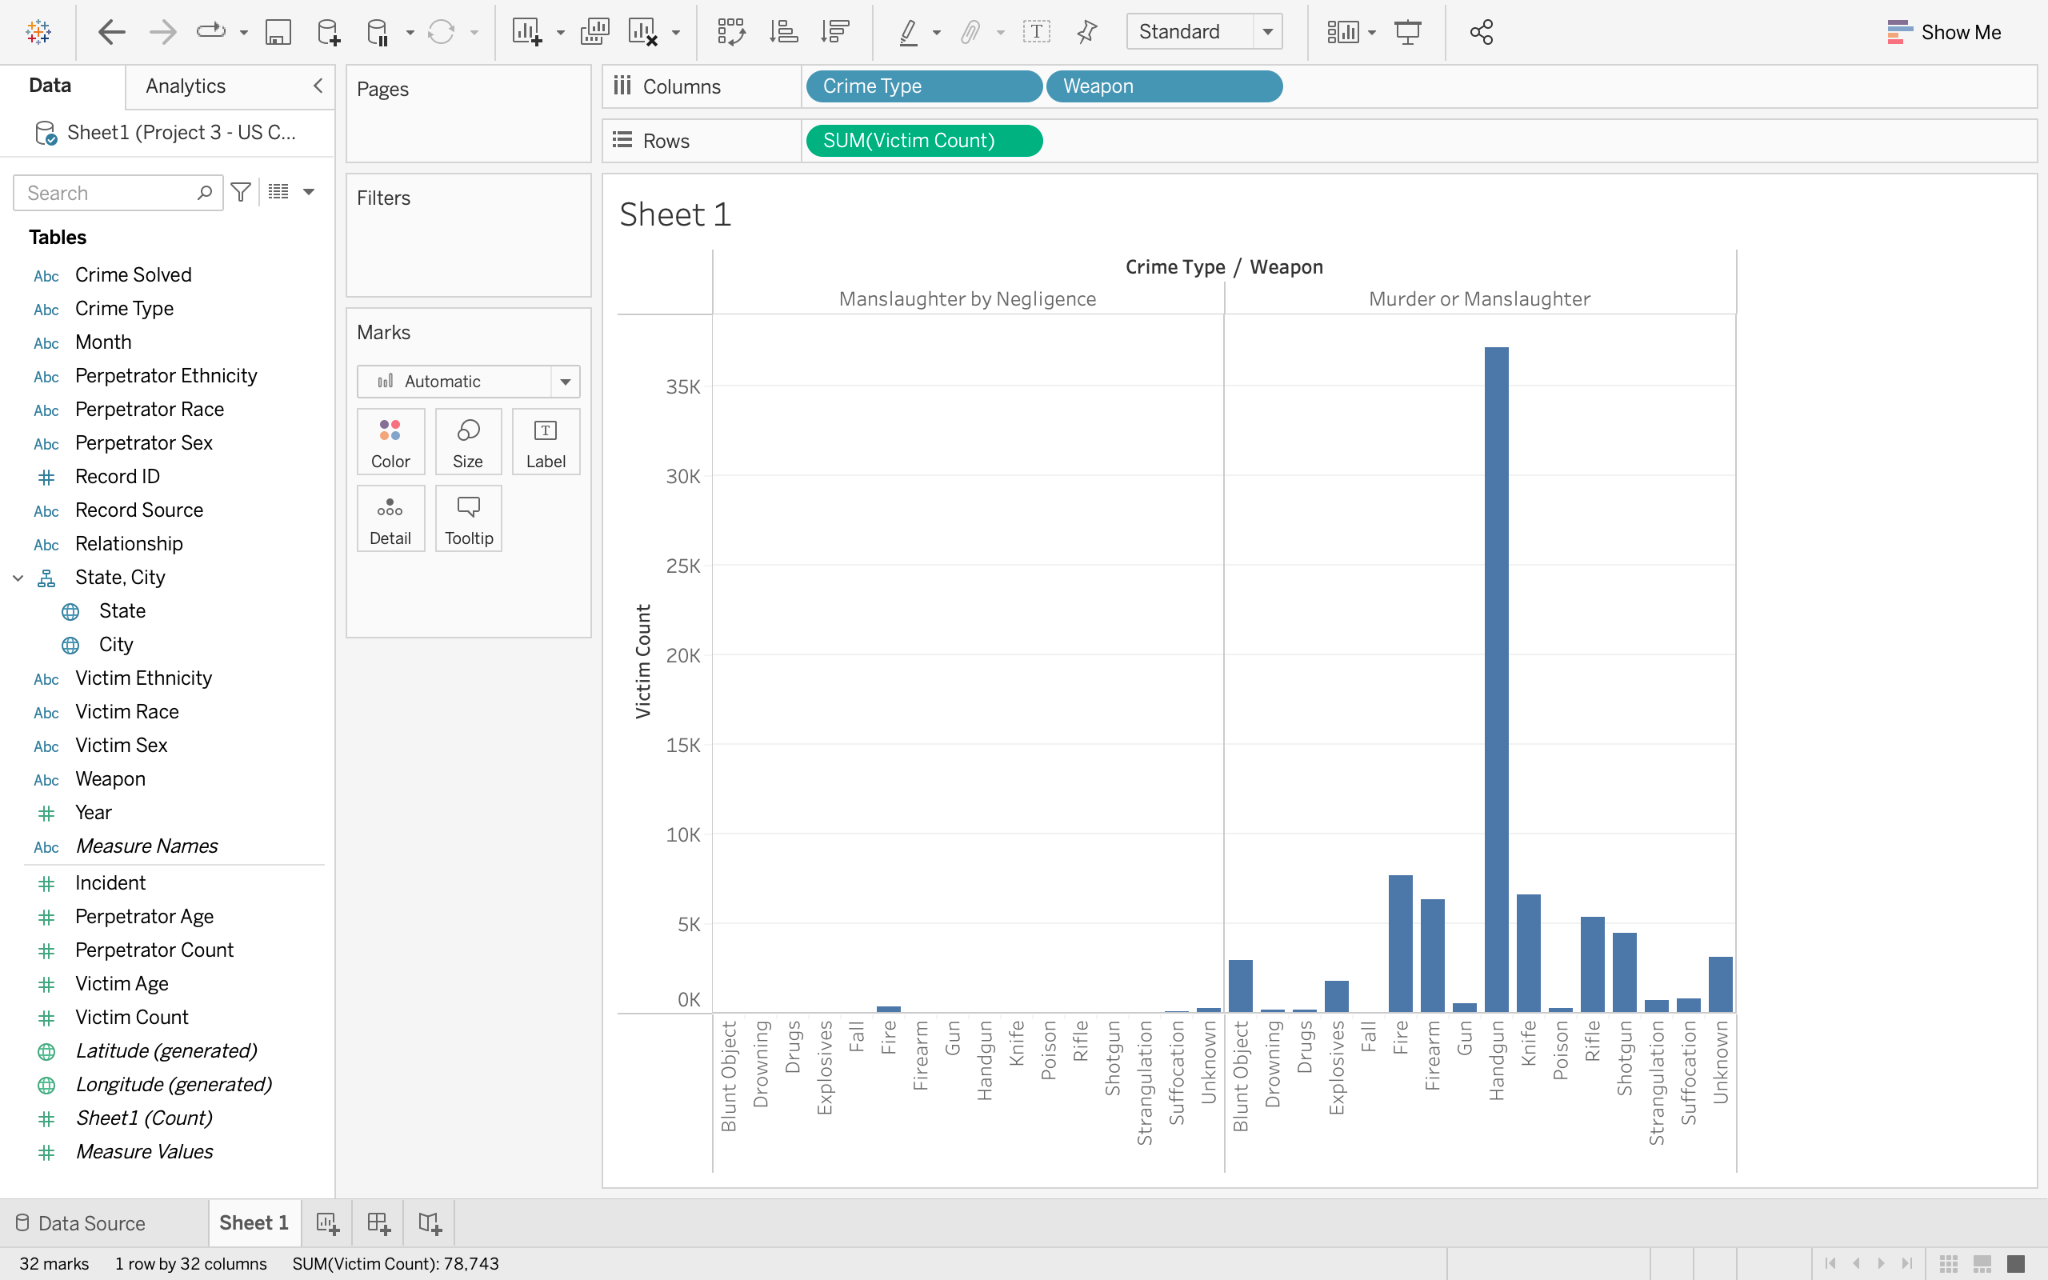 Standard
Show Me
Data
Analytics
Sheet1 (Project 3 - US C...
Search
Tables
Abc Crime Solved
Abc Crime Type
Abc Month
Abc Perpetrator Ethnicity
Abc Perpetrator Race
Abc Perpetrator Sex
# Record ID
Abc Record Source
Abc Relationship
State, City
State
City
Abc Victim Ethnicity
Abc Victim Race
Abc Victim Sex
Abc Weapon
# Year
Abc Measure Names
# Incident
# Perpetrator Age
# Perpetrator Count
# Victim Age
# Victim Count
Latitude (generated)
Longitude (generated)
# Sheet1 (Count)
# Measure Values
Pages
Filters
Marks
Automatic
Color
Size
T
Label
Detail
Tooltip
Columns
Crime Type
Weapon
Rows
SUM(Victim Count)
Sheet 1
Crime Type / Weapon
Manslaughter by Negligence
Murder or Manslaughter
Victim Count
35K
30K
25K
20K
15K
10K
5K
0K
Blunt Object
Drowning
Drugs
Explosives
Fall
Fire
Firearm
Gun
Handgun
Knife
Poison
Rifle
Shotgun
Strangulation
Suffocation
Unknown
Blunt Object
Drowning
Drugs
Explosives
Fall
Fire
Firearm
Gun
Handgun
Knife
Poison
Rifle
Shotgun
Strangulation
Suffocation
Unknown
Data Source
Sheet 1
32 marks
1 row by 32 columns
SUM(Victim Count): 78,743